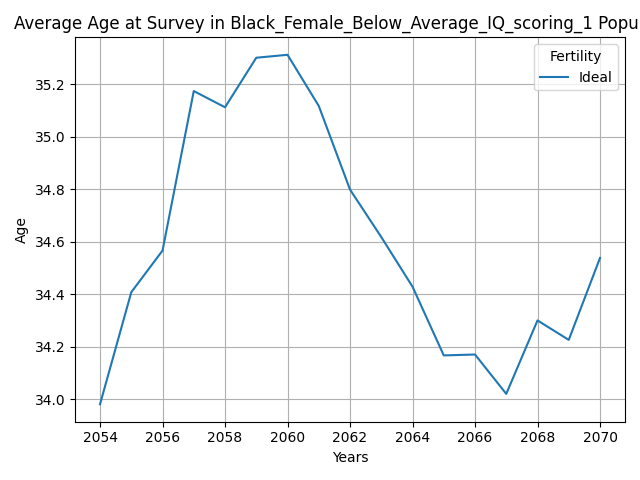 Average Age at Survey in Black_Female_Below_Average_IQ_scoring_1 Popu
Fertility
Ideal
35.2
35.0
34.8
34.6
34.4
34.2
34.0
Age
2054 2056 2058 2060 2062 2064 2066 2068 2070
Years